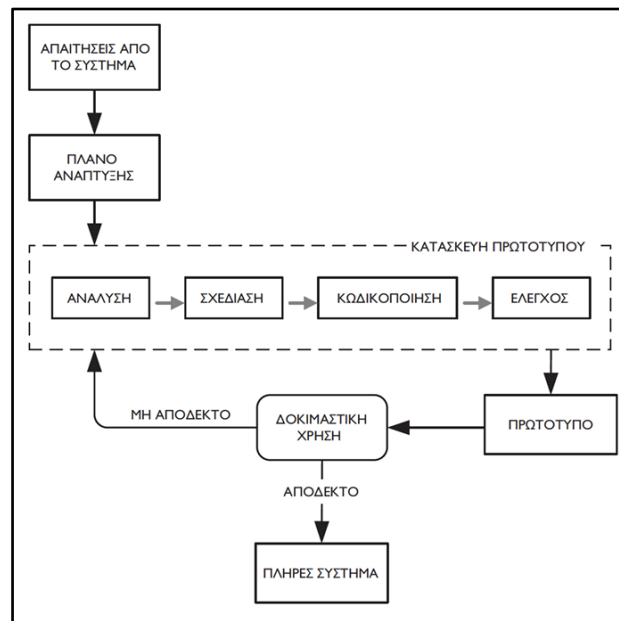 ΑΠΑΙΤΗΣΕΙΣ ΑΠΟ
ΤΟ ΣΥΣΤΗΜΑ
ΠΛΑΝΟ
ΑΝΑΠΤΥΞΗΣ
ΚΑΤΑΣΚΕΥΗ ΠΡΩΤΟΤΥΠΟΥ
ΑΝΑΛΥΣΗ
ΣΧΕΔΙΑΣΗ
ΚΩΔΙΚΟΠΟΙΗΣΗ
ΕΛΕΓΧΟΣ
ΜΗ ΑΠΟΔΕΚΤΟ
ΔΟΚΙΜΑΣΤΙΚΗ
ΧΡΗΣΗ
ΠΡΩΤΟΤΥΠΟ
ΑΠΟΔΕΚΤΟ
ΠΛΗΡΕΣ ΣΥΣΤΗΜΑ